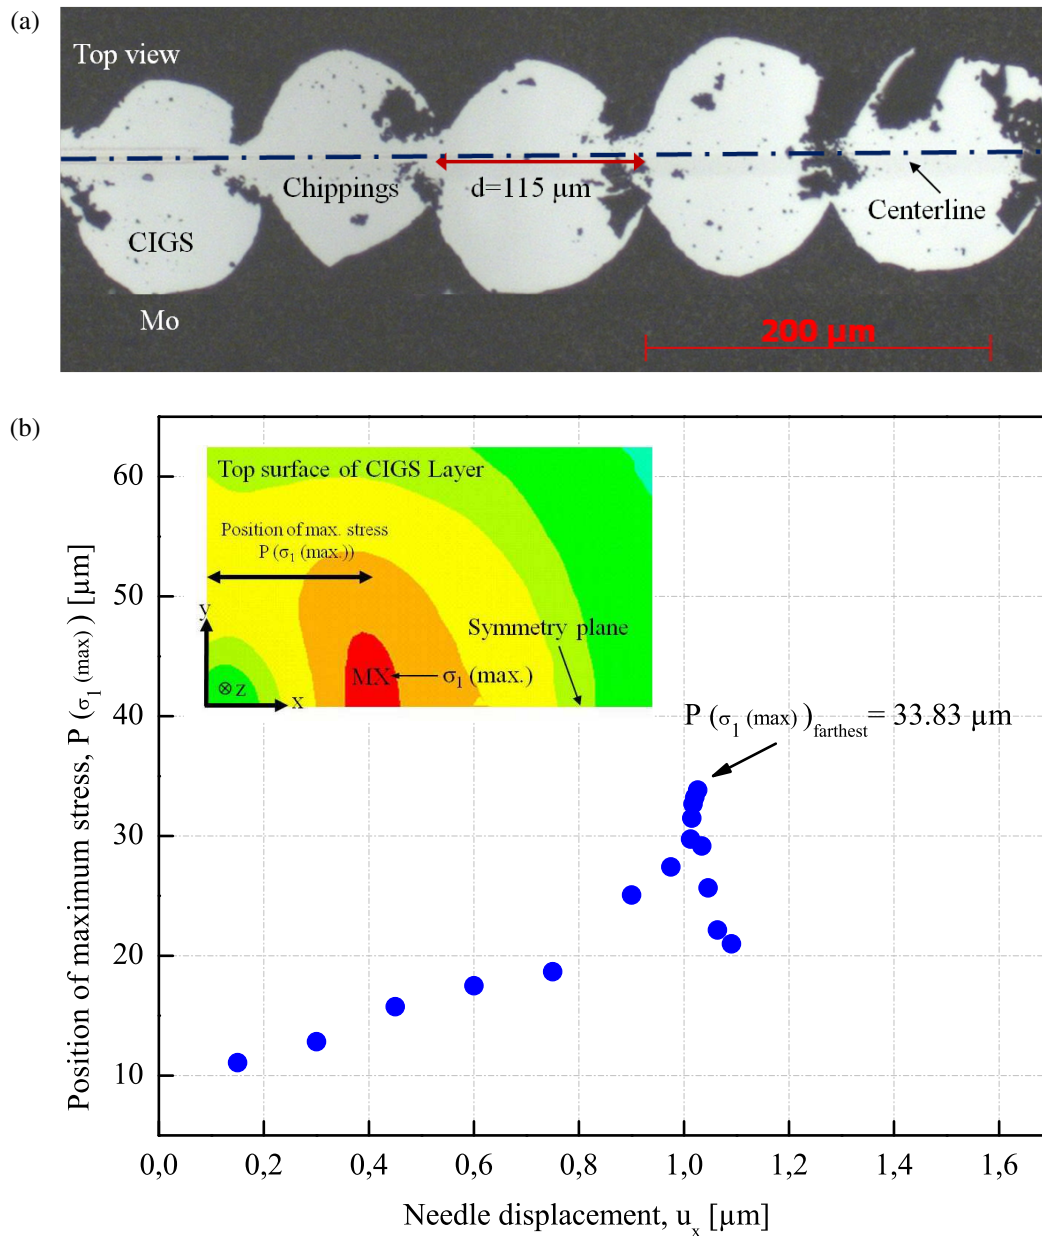 (a)
Top view
Chippings
d=115 µm
Centerline
CIGS
Mo
200 µm
(b)
Position of maximum stress, P (σ1 (max) ) [µm]
60
50
40
30
20
10
Top surface of CIGS Layer
Position of max. stress
P (σ1 (max.))
y
Symmetry plane
MX
σ1 (max.)
z
x
P (σ1 (max) )farthest = 33.83 µm
0,0 0,2 0,4 0,6 0,8 1,0 1,2 1,4 1,6
Needle displacement, ux [µm]